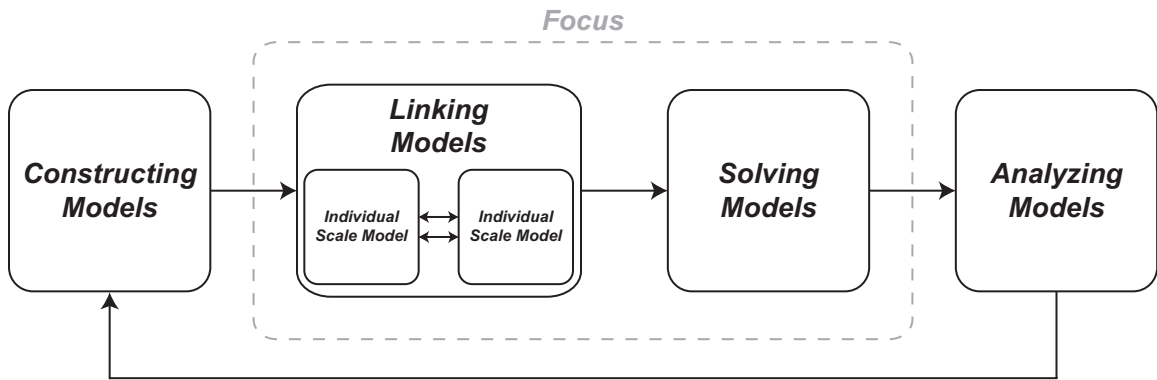 Focus
Constructing
Models
Linking
Models
Individual
Scale Model
Individual
Scale Model
Solving
Models
Analyzing
Models